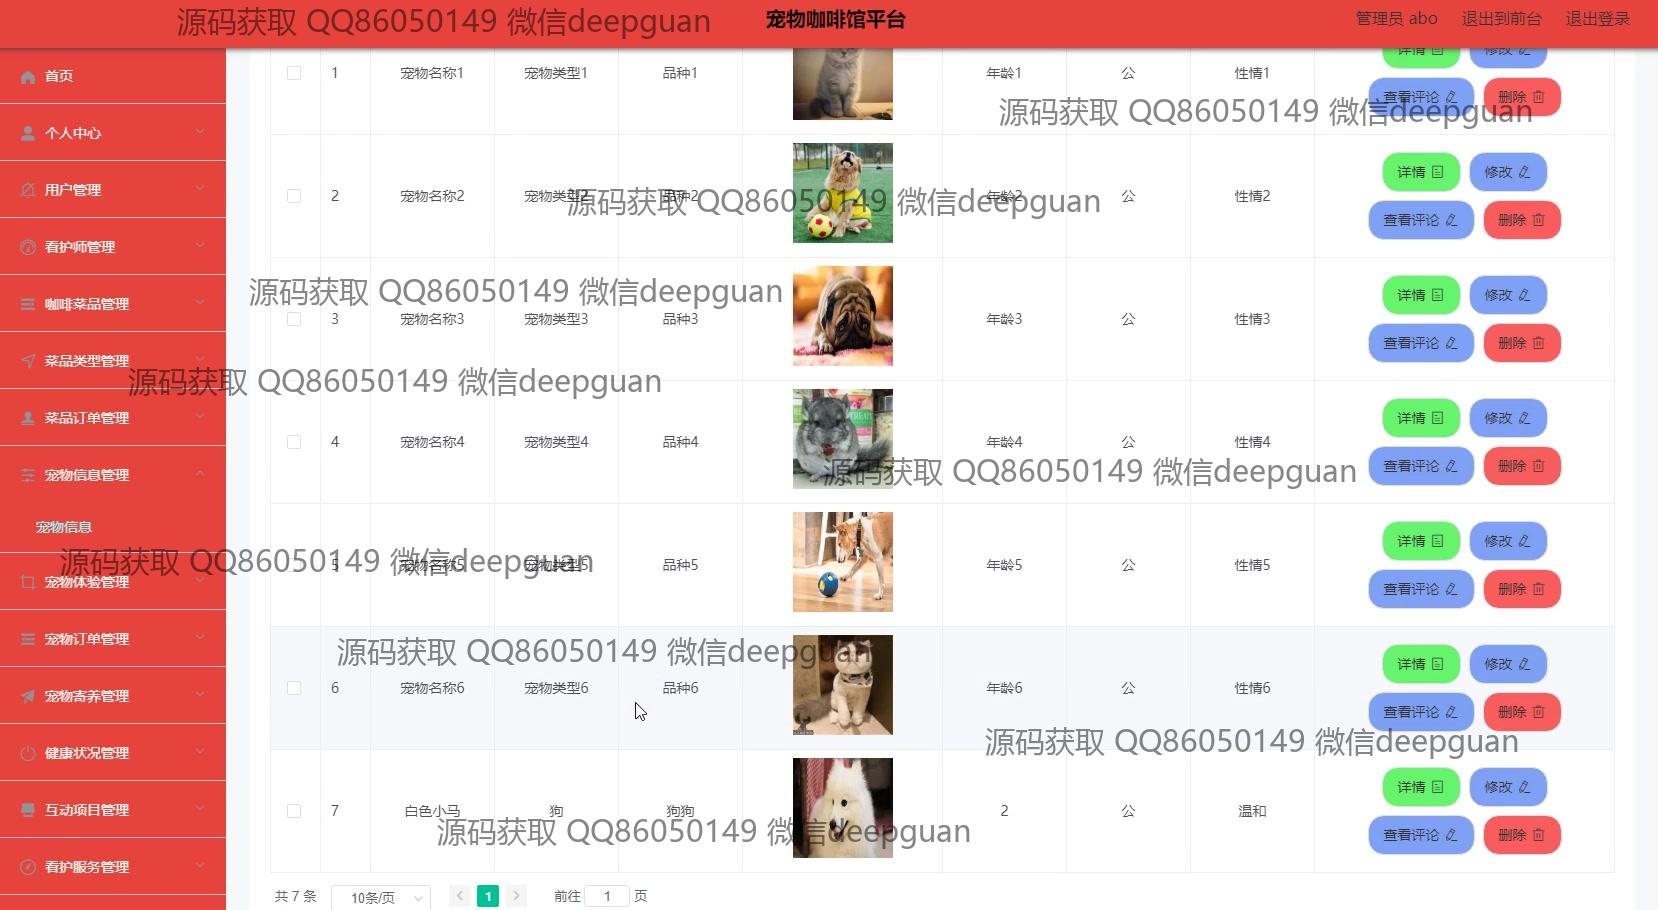 宠物咖啡馆平台
管理员 abo 退出到前台 退出登录
源码获取 QQ86050149 微信deepguan
首页
个人中心
用户管理
看护师管理
咖啡菜品管理
菜品类型管理
菜品订单管理
宠物信息管理
宠物信息
宠物体验管理
宠物订单管理
宠物寄养管理
健康状况管理
互动项目管理
看护服务管理
1 宠物名称1 宠物类型1 品种1 年龄1 公 性情1 详情 修改
查看评论 删除
源码获取 QQ86050149 微信deepguan
2 宠物名称2 宠物类型2 品种2 年龄2 公 性情2 详情 修改
查看评论 删除
源码获取 QQ86050149 微信deepguan
源码获取 QQ86050149 微信deepguan
3 宠物名称3 宠物类型3 品种3 年龄3 公 性情3 详情 修改
查看评论 删除
源码获取 QQ86050149 微信deepguan
4 宠物名称4 宠物类型4 品种4 年龄4 公 性情4 详情 修改
查看评论 删除
源码获取 QQ86050149 微信deepguan
5 宠物名称5 宠物类型5 品种5 年龄5 公 性情5 详情 修改
查看评论 删除
源码获取 QQ86050149 微信deepguan
源码获取 QQ86050149 微信deepguan
6 宠物名称6 宠物类型6 品种6 年龄6 公 性情6 详情 修改
查看评论 删除
源码获取 QQ86050149 微信deepguan
7 白色小马 狗 狗狗 2 公 温和 详情 修改
查看评论 删除
源码获取 QQ86050149 微信deepguan
共 7 条 10条/页 1 前往 1 页